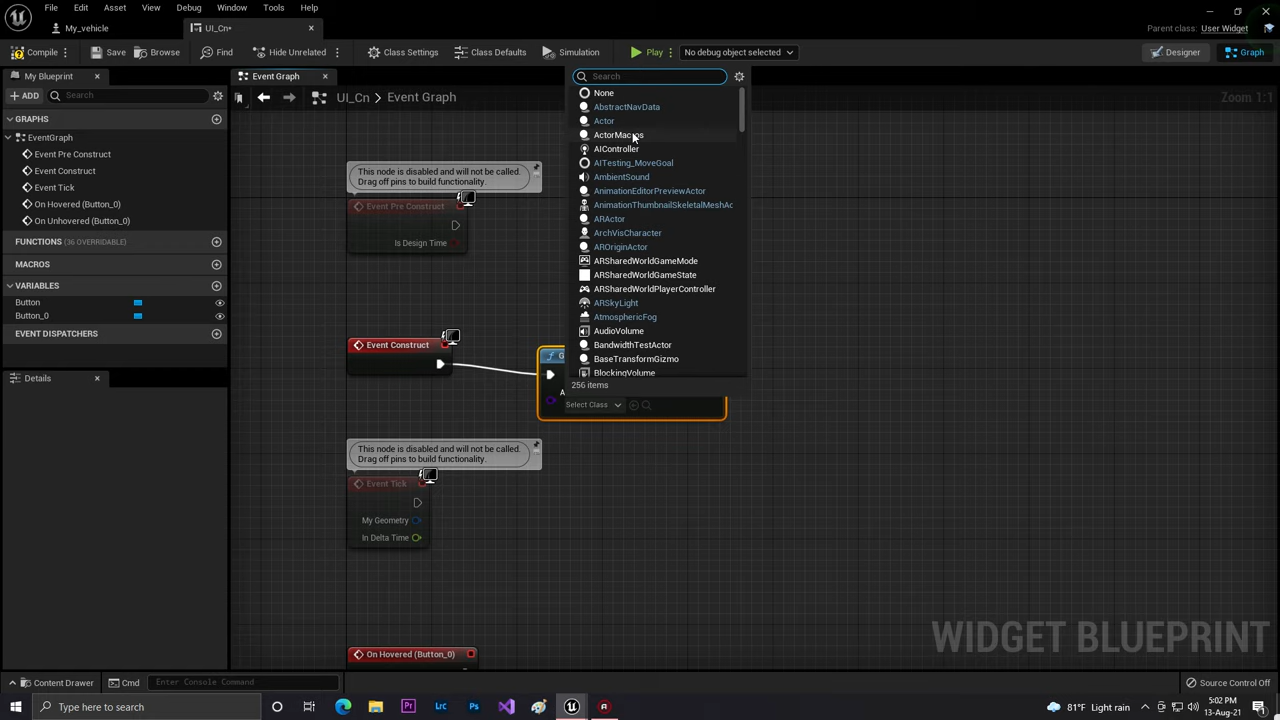 File Edit Asset View Debug Window Tools Help
My_vehicle
UI_Cn•
Parent class: User Widget
Compile Save Browse Find Hide Unrelated Class Settings Class Defaults Simulation Play No debug object selected Designer Graph
My Blueprint
Event Graph
ADD Search
UI_Cn > Event Graph
Zoom 1:1
GRAPHS
EventGraph
Event Pre Construct
Event Construct
Event Tick
On Hovered (Button_0)
On Unhovered (Button_0)
FUNCTIONS (36 OVERRIDABLE)
MACROS
VARIABLES
Button
Button_0
EVENT DISPATCHERS
Details
This node is disabled and will not be called.
Drag off pins to build functionality.
Event Pre Construct
Is Design Time
Event Construct
This node is disabled and will not be called.
Drag off pins to build functionality.
Event Tick
My Geometry
In Delta Time
On Hovered (Button_0)
Search
None
AbstractNavData
Actor
AIController
AITesting_MoveGoal
AmbientSound
AnimationEditorPreviewActor
AnimationThumbnailSkeletalMeshAc
ARActor
ArchVisCharacter
AROriginActor
ARSharedWorldGameMode
ARSharedWorldGameState
ARSharedWorldPlayerController
ARSkyLight
AtmosphericFog
AudioVolume
BandwidthTestActor
BaseTransformGizmo
BlockingVolume
256 items
f G
A
Select Class
WIDGET BLUEPRINT
Content Drawer Cmd Enter Console Command
Source Control Off
Type here to search
Pr Lrc Ps
81°F Light rain
5:02 PM
13-Aug-21